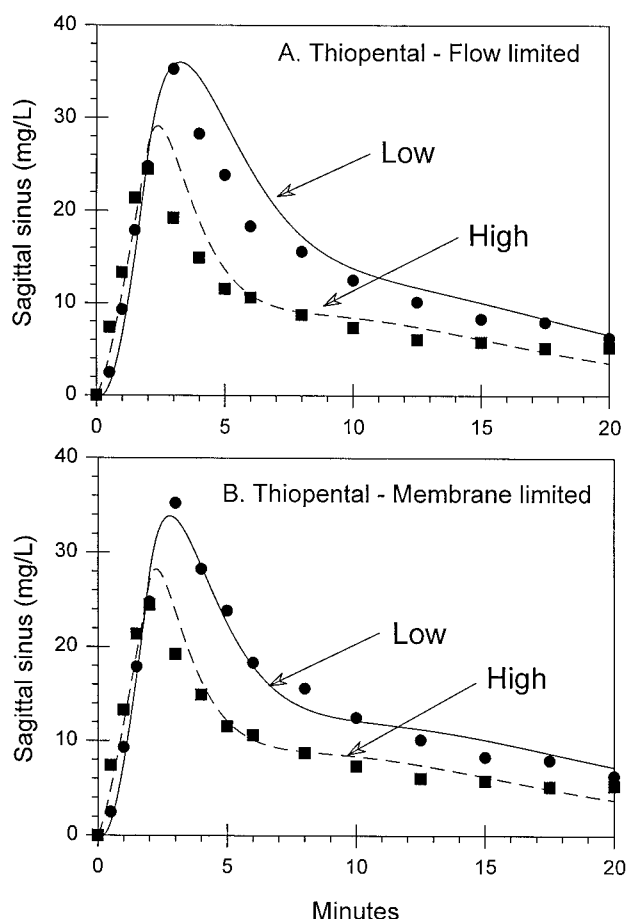 40
A. Thiopental - Flow limited
30
Low
20
High
10
0
0 5 10 15 20
Sagittal sinus (mg/L)
40
B. Thiopental - Membrane limited
30
Low
20
High
10
0
0 5 10 15 20
Sagittal sinus (mg/L)
Minutes